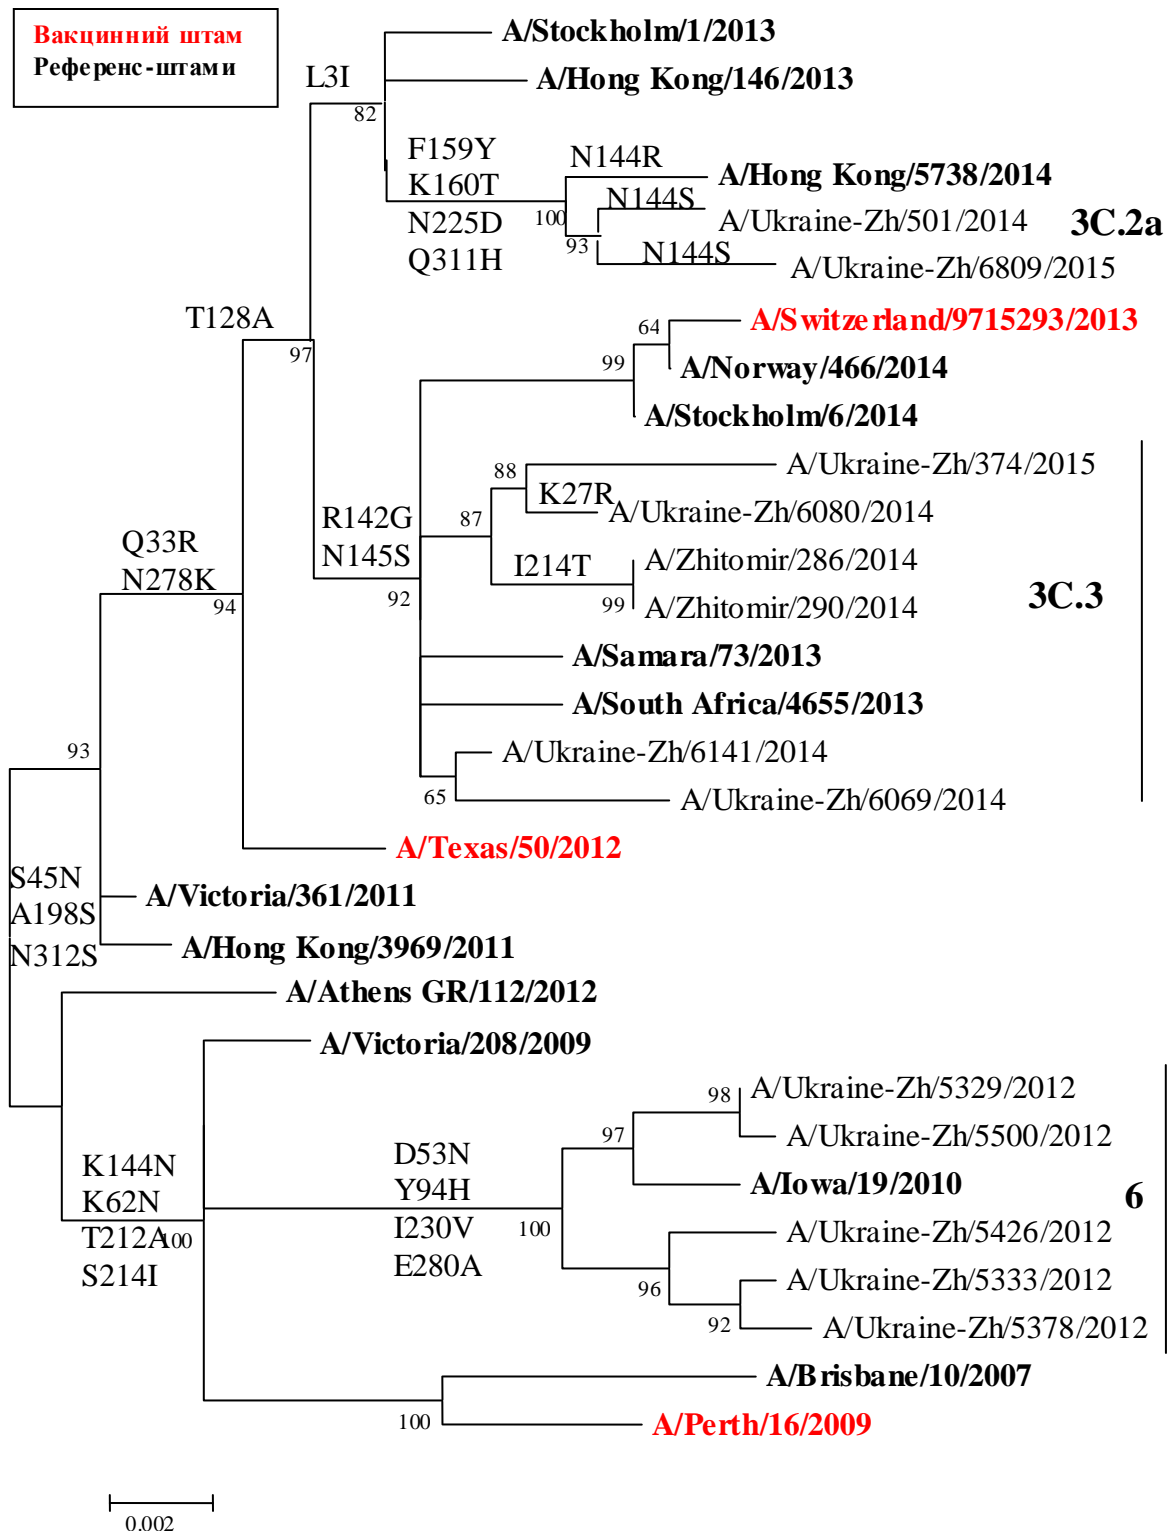 Вакцинний штам
Референс-штами
A/Stockholm/1/2013
L3I
A/Hong Kong/146/2013
82
F159Y
K160T
N225D
Q311H
N144R
A/Hong Kong/5738/2014
100
N144S
A/Ukraine-Zh/501/2014
3C.2a
93
N144S
A/Ukraine-Zh/6809/2015
T128A
97
64
A/Switzerland/9715293/2013
99
A/Norway/466/2014
A/Stockholm/6/2014
88
A/Ukraine-Zh/374/2015
K27R
A/Ukraine-Zh/6080/2014
87
R142G
N145S
92
I214T
A/Zhitomir/286/2014
99
A/Zhitomir/290/2014
3C.3
Q33R
N278K
94
A/Samara/73/2013
A/South Africa/4655/2013
A/Ukraine-Zh/6141/2014
65
A/Ukraine-Zh/6069/2014
93
A/Texas/50/2012
S45N
A198S
N312S
A/Victoria/361/2011
A/Hong Kong/3969/2011
A/Athens GR/112/2012
A/Victoria/208/2009
98
A/Ukraine-Zh/5329/2012
97
A/Ukraine-Zh/5500/2012
K144N
K62N
T212A
S214I
100
D53N
Y94H
I230V
E280A
100
A/Iowa/19/2010
6
A/Ukraine-Zh/5426/2012
96
A/Ukraine-Zh/5333/2012
92
A/Ukraine-Zh/5378/2012
A/Brisbane/10/2007
100
A/Perth/16/2009
0.002